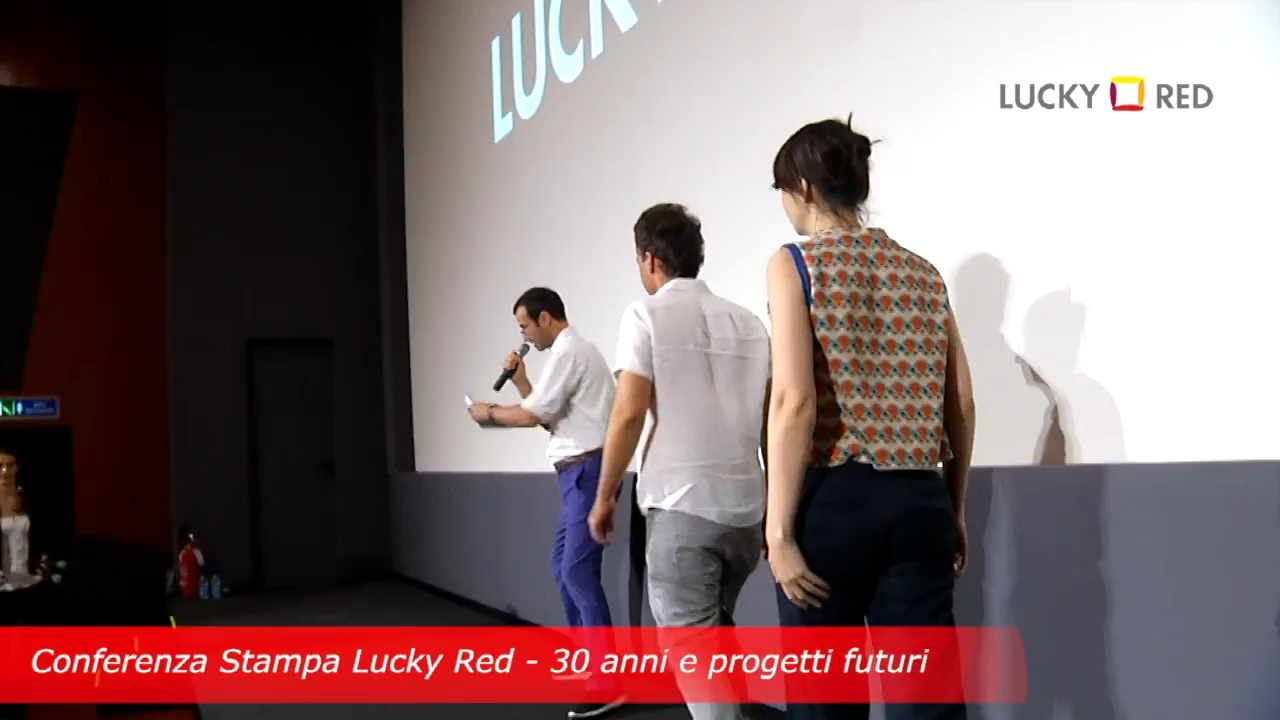 LUCKY
LUCKY RED
Conferenza Stampa Lucky Red - 30 anni e progetti futuri